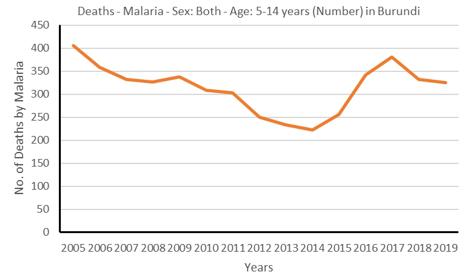 Deaths - Malaria - Sex: Both - Age: 5-14 years (Number) in Burundi
450
400
350
300
250
200
150
100
50
0
No. of Deaths by Malaria
2005 2006 2007 2008 2009 2010 2011 2012 2013 2014 2015 2016 2017 2018 2019
Years